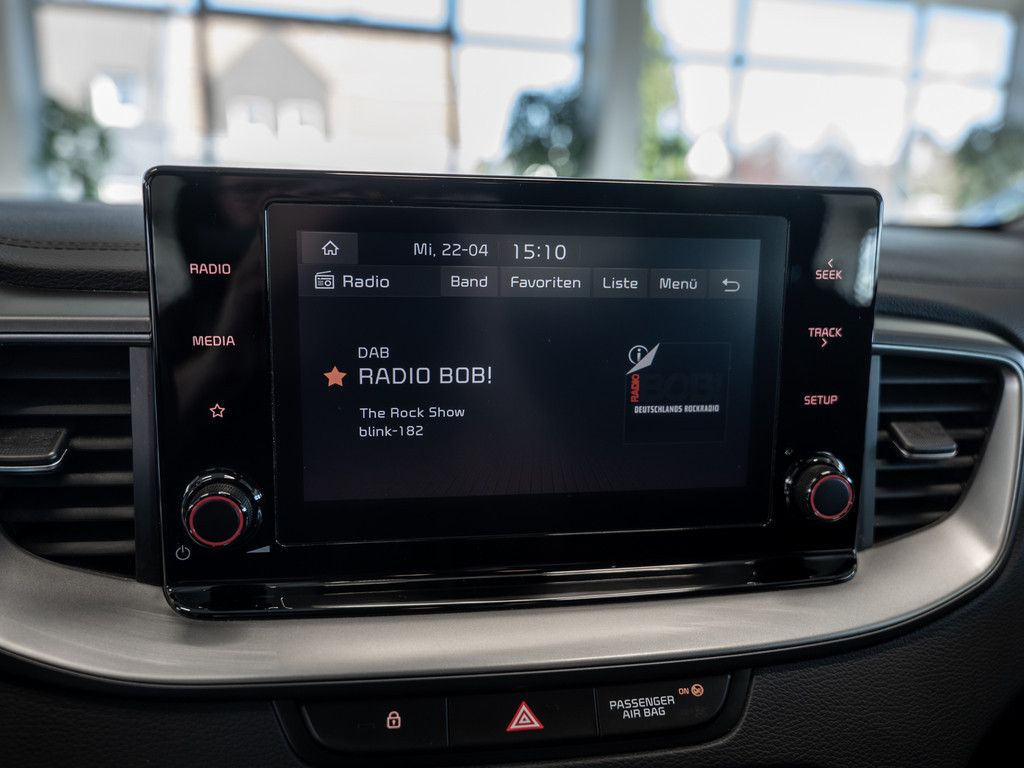 Mi, 22-04 15:10
Radio Band Favoriten Liste Menü
RADIO
MEDIA
DAB
RADIO BOB!
The Rock Show
blink-182
RADIO BOB!
DEUTSCHLANDS ROCKRADIO
SEEK
TRACK
SETUP
PASSENGER
AIR BAG
ON